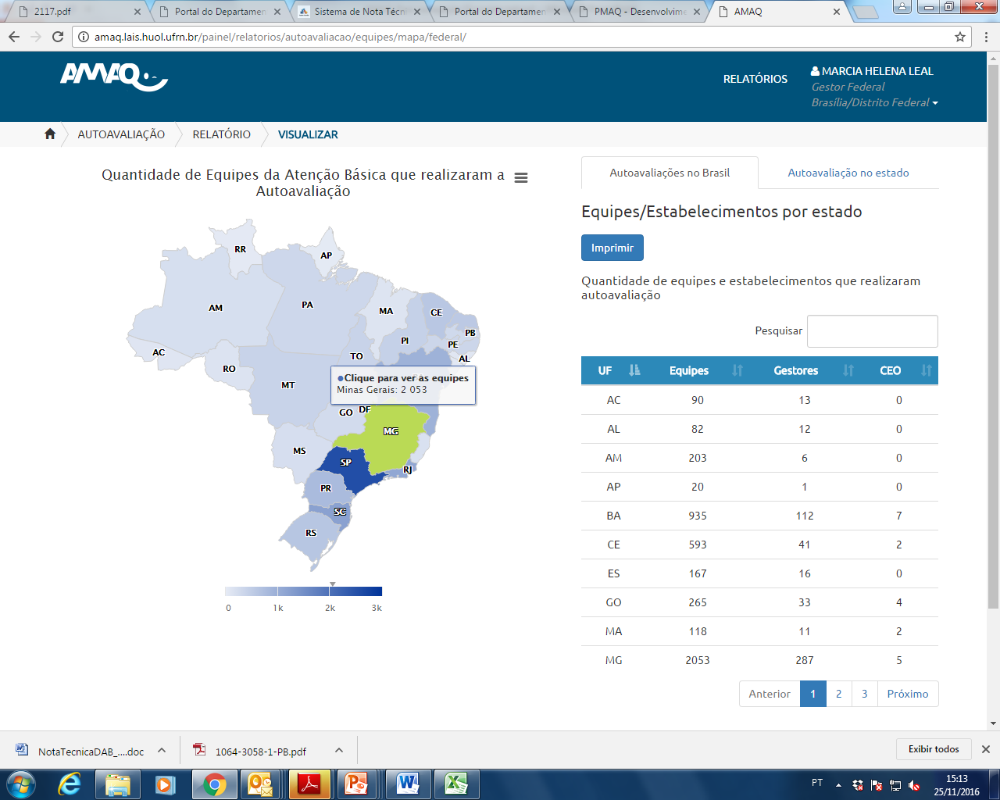 2117.pdf
Portal do Departamen
Sistema de Nota Técni
Portal do Departamen
PMAQ - Desenvolvime
AMAQ
amaq.lais.huol.ufrn.br/painel/relatorios/autoavaliacao/equipes/mapa/federal/
AMAQ
RELATÓRIOS
MARCIA HELENA LEAL
Gestor Federal
Brasília/Distrito Federal
AUTOAVALIAÇÃO
RELATÓRIO
VISUALIZAR
Quantidade de Equipes da Atenção Básica que realizaram a
Autoavaliação
RR
AP
AM
PA
MA
CE
PB
PI
PE
AC
TO
AL
RO
MT
Clique para ver as equipes
Minas Gerais: 2 053
GO
DF
MG
MS
SP
RJ
PR
SC
RS
0 1k 2k 3k
Autoavaliações no Brasil
Autoavaliação no estado
Equipes/Estabelecimentos por estado
Imprimir
Quantidade de equipes e estabelecimentos que realizaram
autoavaliação
Pesquisar
UF Equipes Gestores CEO
AC 90 13 0
AL 82 12 0
AM 203 6 0
AP 20 1 0
BA 935 112 7
CE 593 41 2
ES 167 16 0
GO 265 33 4
MA 118 11 2
MG 2053 287 5
Anterior 1 2 3 Próximo
NotaTecnicaDAB_....doc
1064-3058-1-PB.pdf
Exibir todos
PT
15:13
25/11/2016